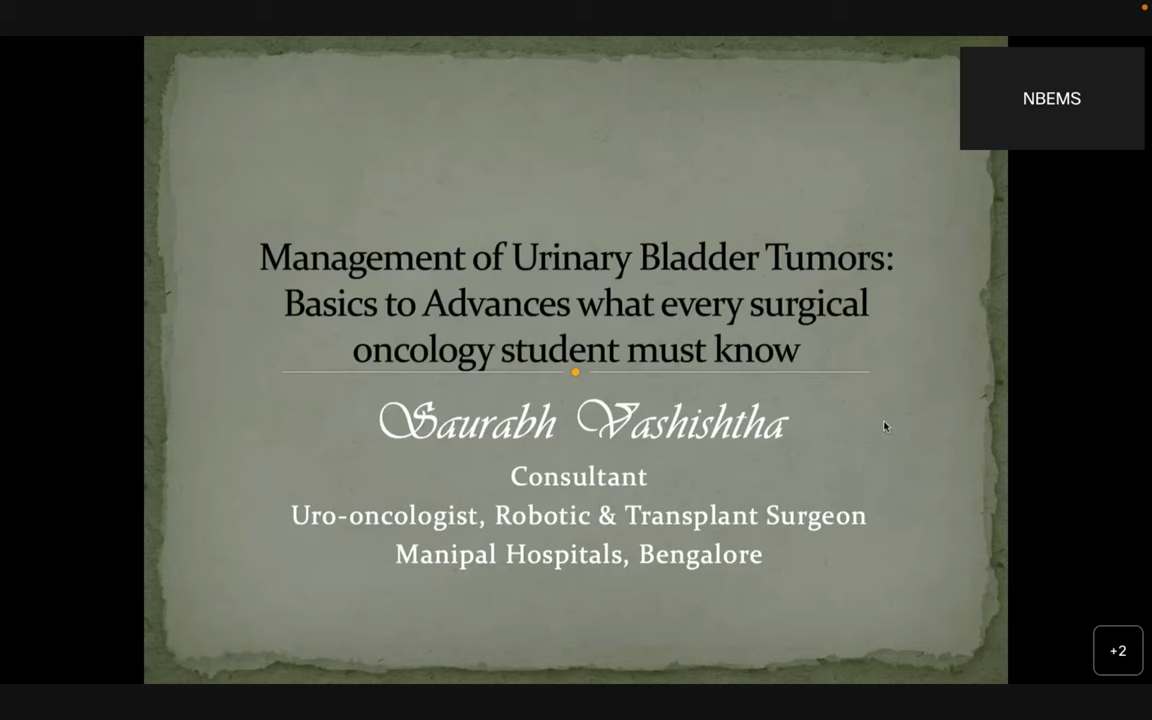 NBEMS
Management of Urinary Bladder Tumors:
Basics to Advances what every surgical
oncology student must know
Saurabh Vashishtha
Consultant
Uro-oncologist, Robotic & Transplant Surgeon
Manipal Hospitals, Bengalore
+2